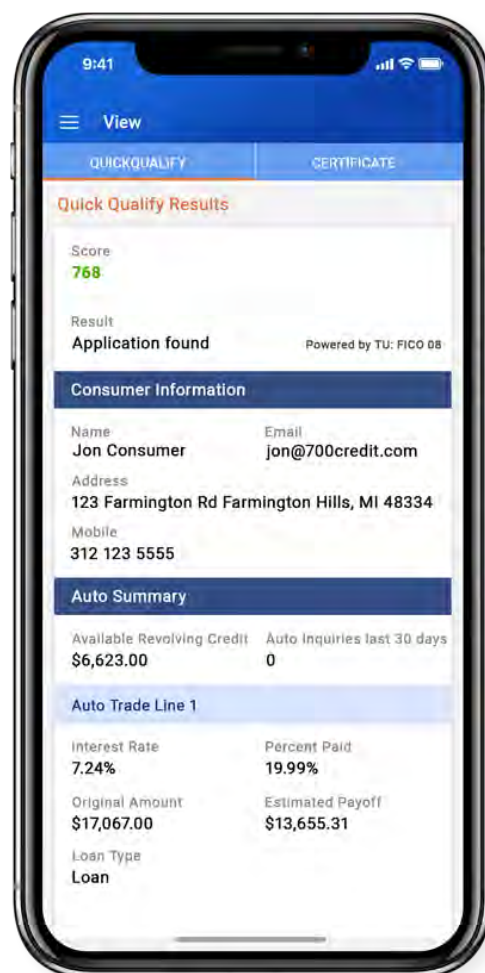 9:41
View
QUICKQUALIFY CERTIFICATE
Quick Qualify Results
Score
768
Result
Application found Powered by TU: FICO 08
Consumer Information
Name Email
Jon Consumer jon@700credit.com
Address
123 Farmington Rd Farmington Hills, MI 48334
Mobile
312 123 5555
Auto Summary
Available Revolving Credit Auto Inquiries last 30 days
$6,623.00 0
Auto Trade Line 1
Interest Rate Percent Paid
7.24% 19.99%
Original Amount Estimated Payoff
$17,067.00 $13,655.31
Loan Type
Loan